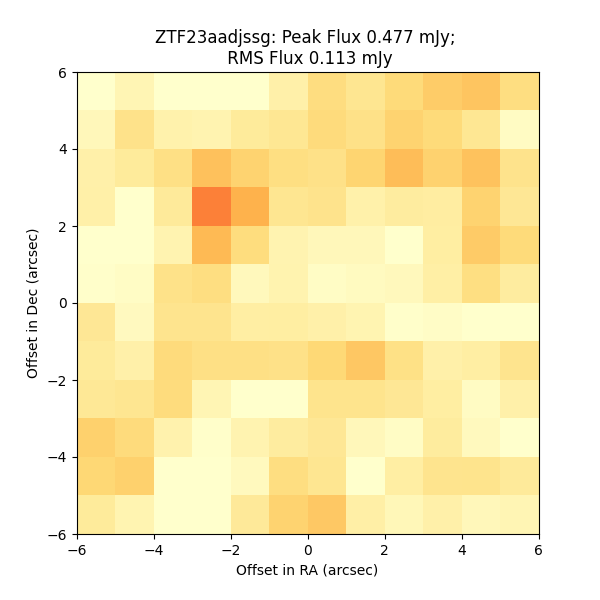 ZTF23aadjssg: Peak Flux 0.477 mJy;
RMS Flux 0.113 mJy
6
4
2
0
−2
−4
−6
Offset in Dec (arcsec)
−6 −4 −2 0 2 4 6
Offset in RA (arcsec)